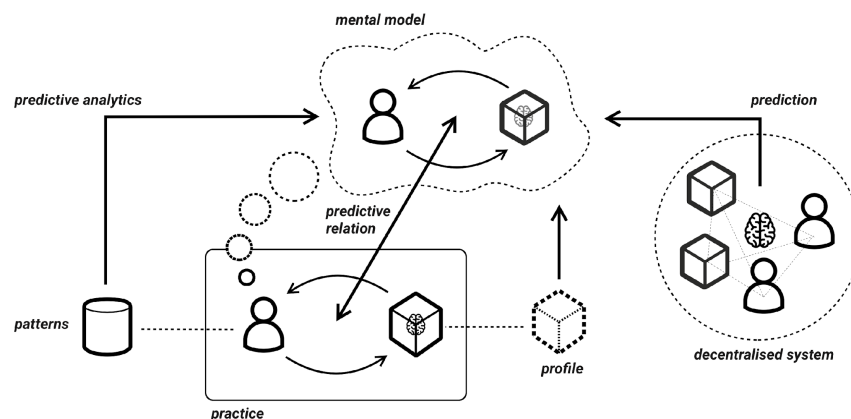 mental model
predictive analytics
prediction
predictive
relation
patterns
profile
decentralised system
practice